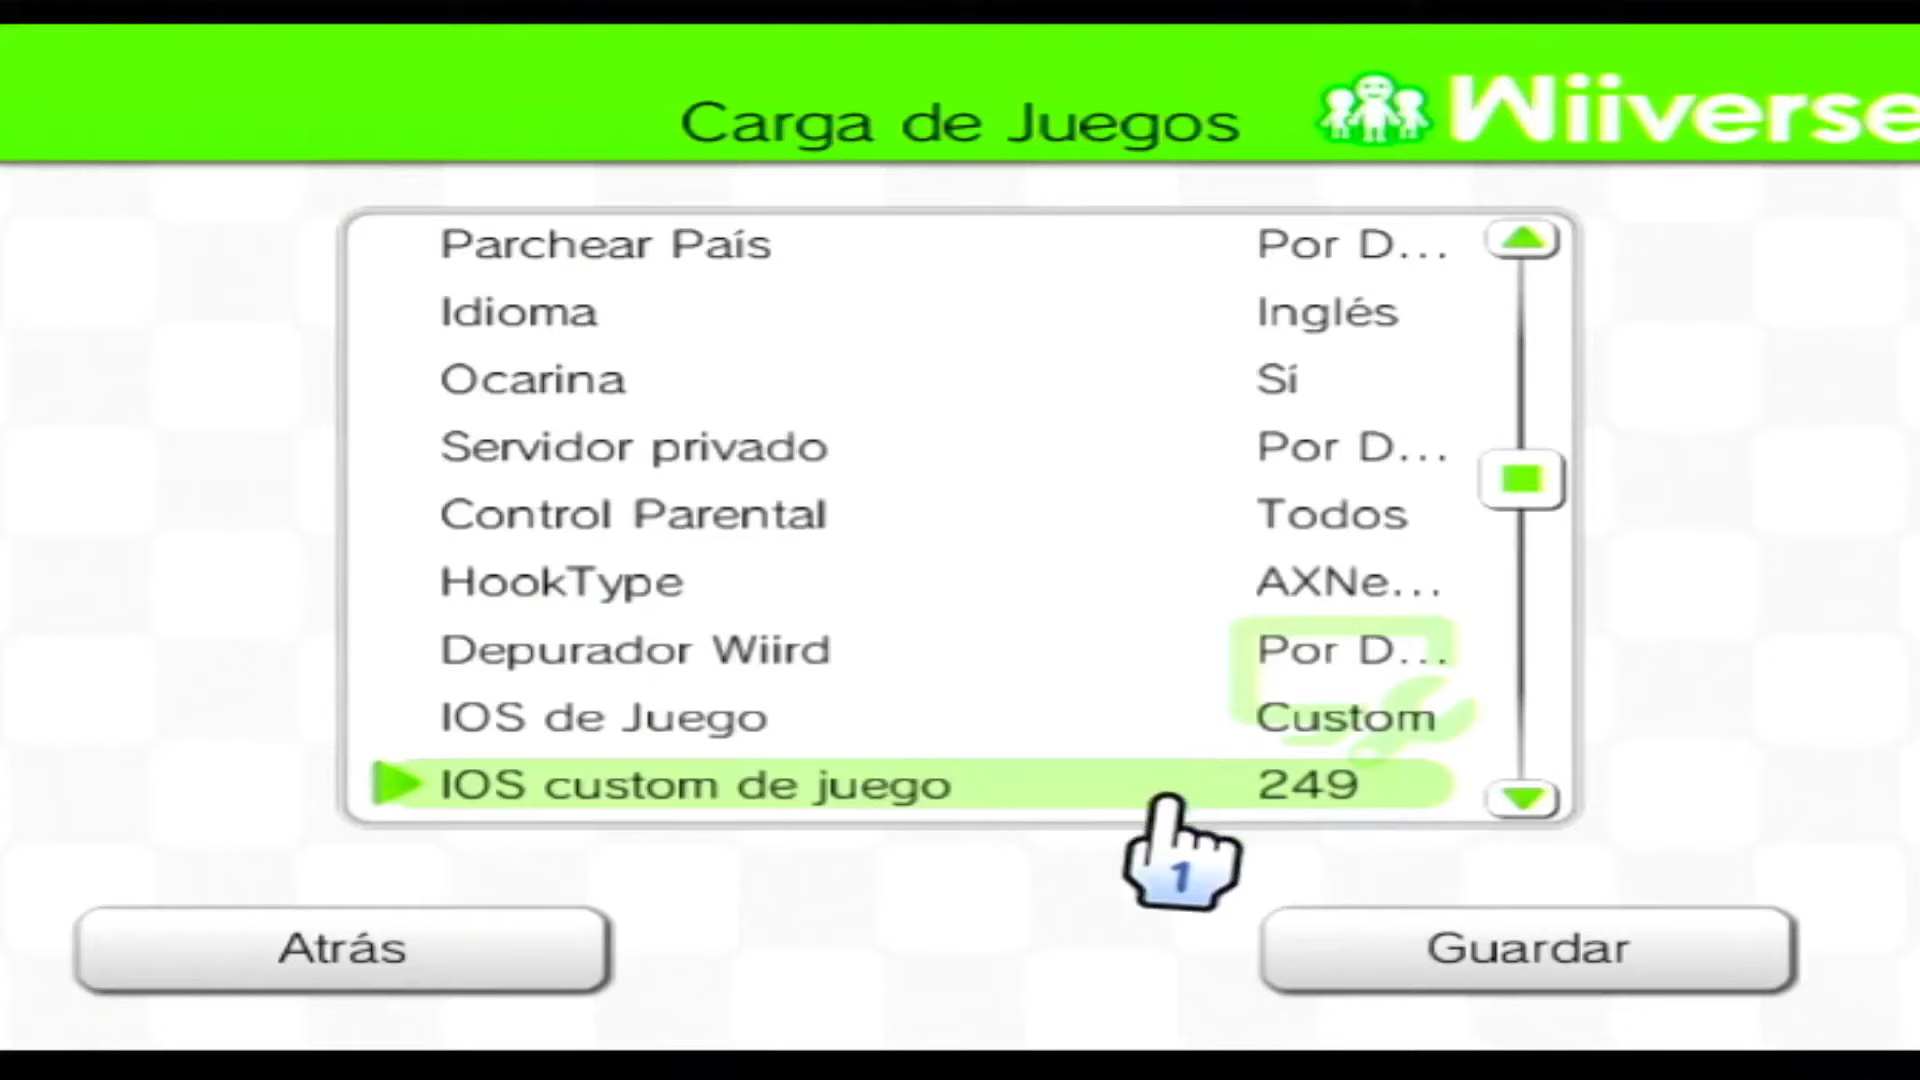 Carga de Juegos
Wiiverse
Parchear País Por D...
Idioma Inglés
Ocarina Sí
Servidor privado Por D...
Control Parental Todos
HookType AXNe...
Depurador Wiird Por D...
IOS de Juego Custom
IOS custom de juego 249
1
Atrás
Guardar